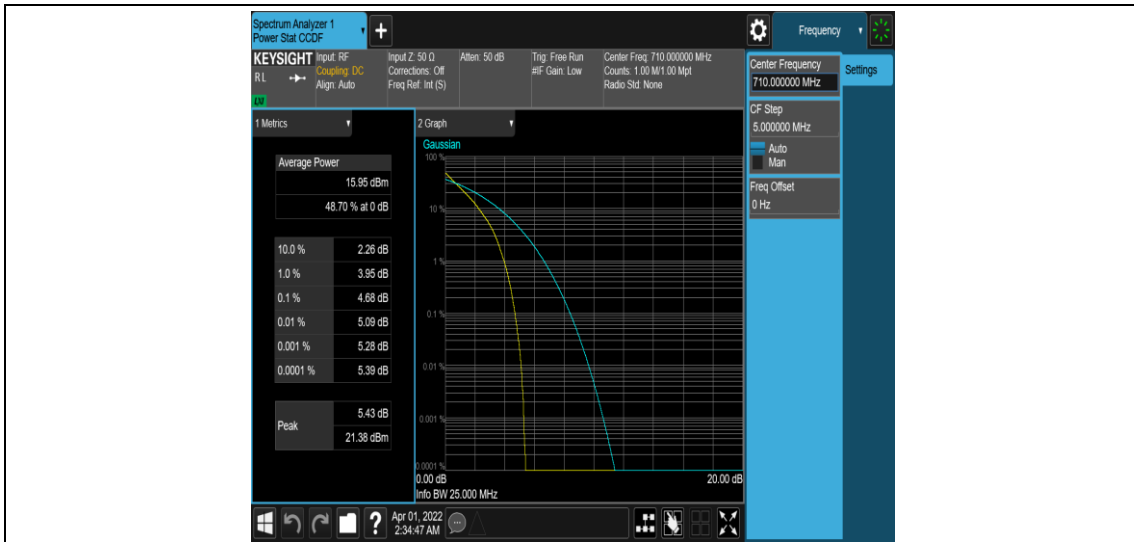 Spectrum Analyzer 1
Power Stat CCDF
Frequency
KEYSIGHT
RL
LXI
Input: RF
Coupling: DC
Align: Auto
Input Z: 50 Ω
Corrections: Off
Freq Ref: Int (S)
Atten: 50 dB
Trig: Free Run
#IF Gain: Low
Center Freq: 710.000000 MHz
Counts: 1.00 M/1.00 Mpt
Radio Std: None
Center Frequency
710.000000 MHz
Settings
CF Step
5.000000 MHz
Auto
Man
Freq Offset
0 Hz
1 Metrics
Average Power
15.95 dBm
48.70 % at 0 dB
10.0 % 2.26 dB
1.0 % 3.95 dB
0.1 % 4.68 dB
0.01 % 5.09 dB
0.001 % 5.28 dB
0.0001 % 5.39 dB
Peak
5.43 dB
21.38 dBm
2 Graph
Gaussian
100 %
10 %
1 %
0.1 %
0.01 %
0.001 %
0.0001 %
0.00 dB 20.00 dB
Info BW 25.000 MHz
?
Apr 01, 2022
2:34:47 AM